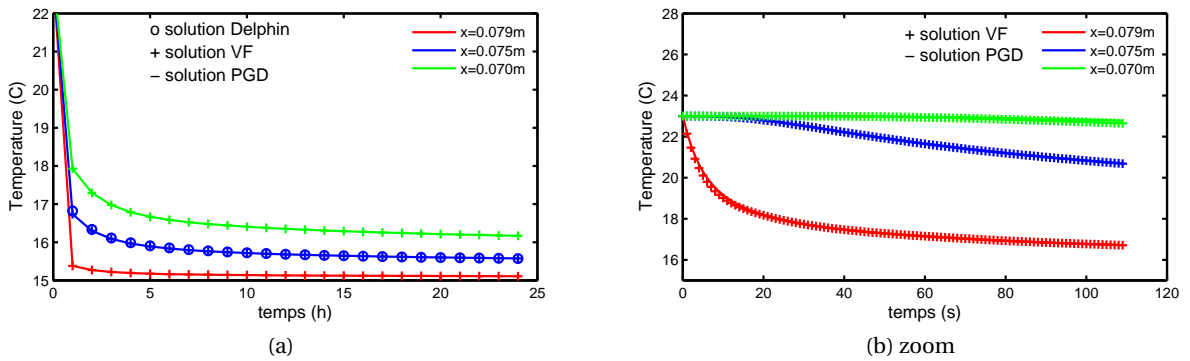 22
21
20
19
18
17
16
15
Temperature (C)
o solution Delphin
+ solution VF
– solution PGD
x=0.079m
x=0.075m
x=0.070m
0 5 10 15 20 25
temps (h)
(a)
28
26
24
22
20
18
16
Temperature (C)
+ solution VF
– solution PGD
x=0.079m
x=0.075m
x=0.070m
0 20 40 60 80 100 120
temps (s)
(b) zoom